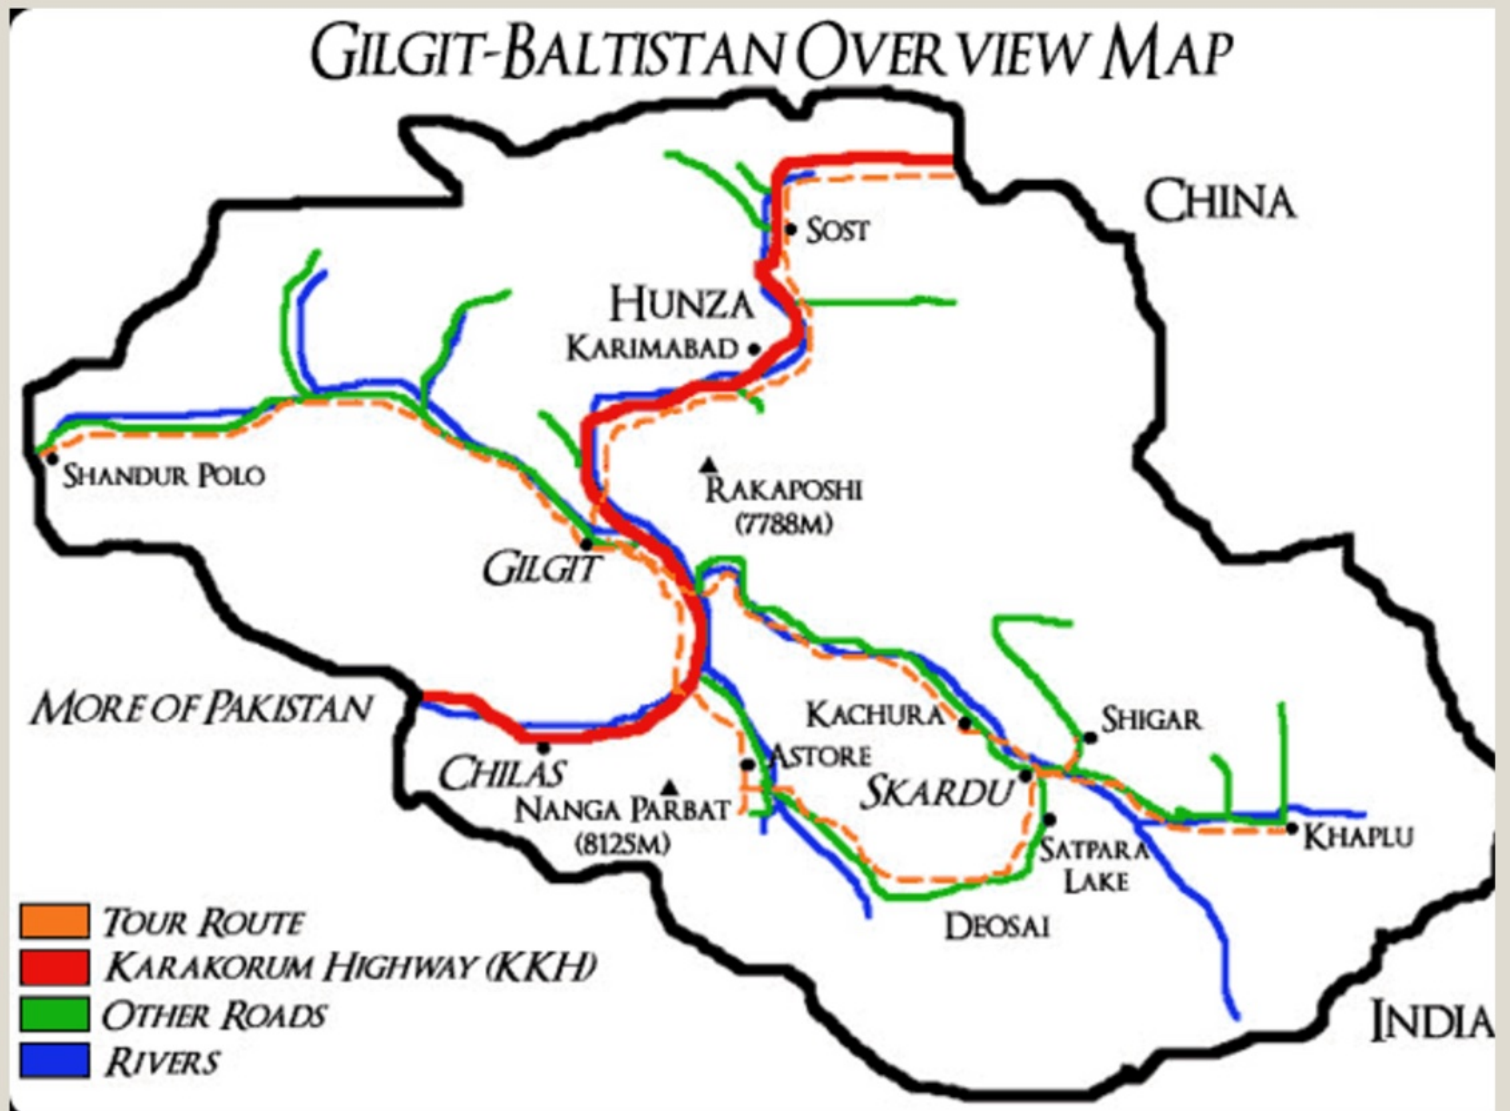 GILGIT-BALTISTAN OVERVIEW MAP
CHINA
SOST
HUNZA
KARIMABAD
SHANDUR POLO
RAKAPOSHI
(7788M)
GILGIT
MORE OF PAKISTAN
KACHURA
SHIGAR
CHILAS
ASTORE
SKARDU
NANGA PARBAT
(8125M)
SATPARA
LAKE
KHAPLU
DEOSAI
TOUR ROUTE
KARAKORUM HIGHWAY (KKH)
OTHER ROADS
RIVERS
INDIA